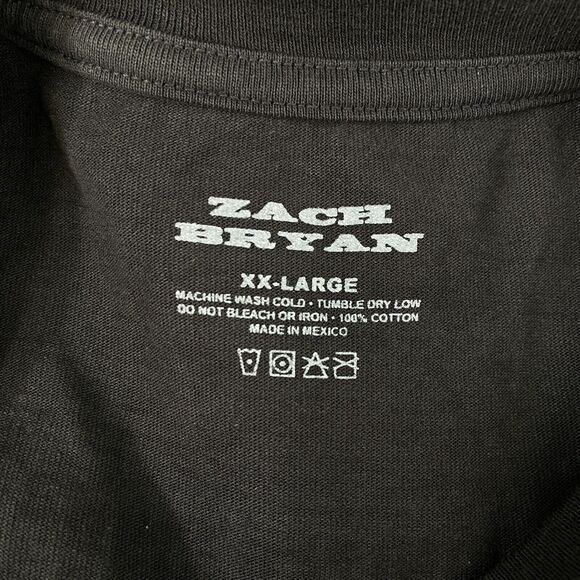 ZACH
BRYAN
XX-LARGE
MACHINE WASH COLD • TUMBLE DRY LOW
DO NOT BLEACH OR IRON • 100% COTTON
MADE IN MEXICO